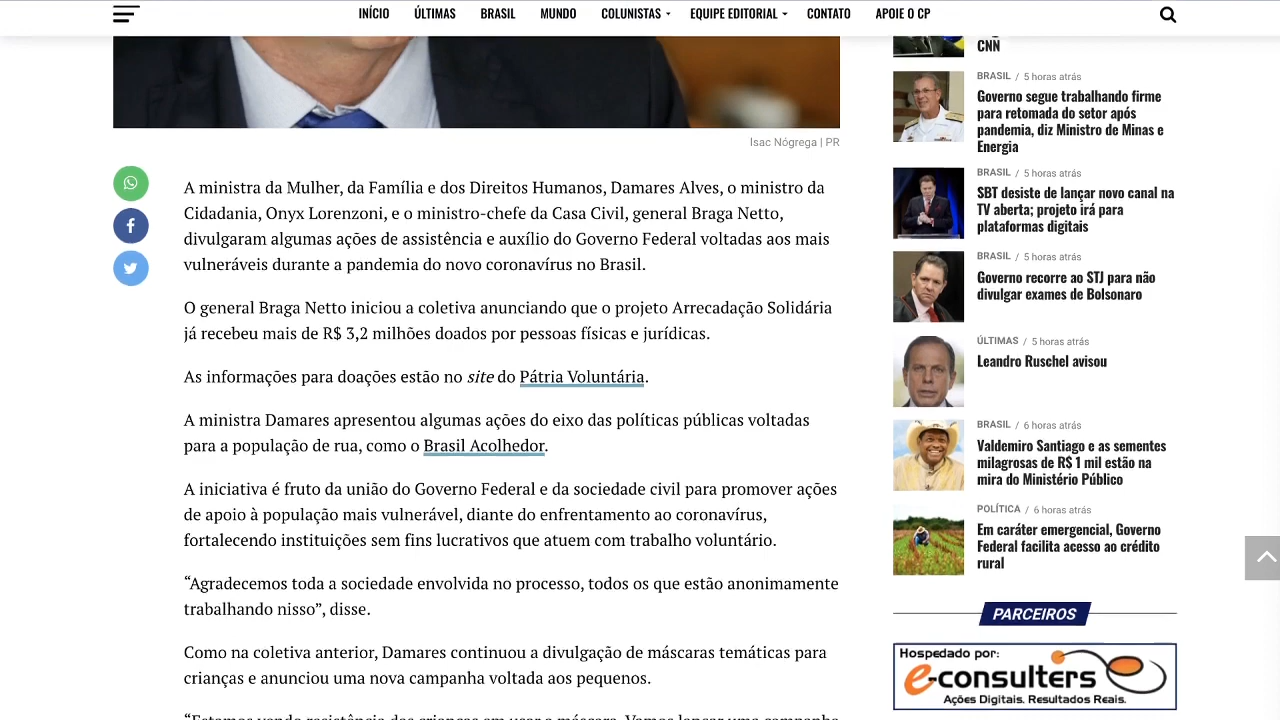 INÍCIO ÚLTIMAS BRASIL MUNDO COLUNISTAS EQUIPE EDITORIAL CONTATO APOIE O CP
Isac Nógrega | PR
A ministra da Mulher, da Família e dos Direitos Humanos, Damares Alves, o ministro da
Cidadania, Onyx Lorenzoni, e o ministro-chefe da Casa Civil, general Braga Netto,
divulgaram algumas ações de assistência e auxílio do Governo Federal voltadas aos mais
vulneráveis durante a pandemia do novo coronavírus no Brasil.
O general Braga Netto iniciou a coletiva anunciando que o projeto Arrecadação Solidária
já recebeu mais de R$ 3,2 milhões doados por pessoas físicas e jurídicas.
As informações para doações estão no site do Pátria Voluntária.
A ministra Damares apresentou algumas ações do eixo das políticas públicas voltadas
para a população de rua, como o Brasil Acolhedor.
A iniciativa é fruto da união do Governo Federal e da sociedade civil para promover ações
de apoio à população mais vulnerável, diante do enfrentamento ao coronavírus,
fortalecendo instituições sem fins lucrativos que atuem com trabalho voluntário.
“Agradecemos toda a sociedade envolvida no processo, todos os que estão anonimamente
trabalhando nisso”, disse.
Como na coletiva anterior, Damares continuou a divulgação de máscaras temáticas para
crianças e anunciou uma nova campanha voltada aos pequenos.
“Estamos vendo resistência das crianças em usar a máscara. Vamos lançar uma campanha
CNN
BRASIL / 5 horas atrás
Governo segue trabalhando firme
para retomada do setor após
pandemia, diz Ministro de Minas e
Energia
BRASIL / 5 horas atrás
SBT desiste de lançar novo canal na
TV aberta; projeto irá para
plataformas digitais
BRASIL / 5 horas atrás
Governo recorre ao STJ para não
divulgar exames de Bolsonaro
ÚLTIMAS / 5 horas atrás
Leandro Ruschel avisou
BRASIL / 6 horas atrás
Valdemiro Santiago e as sementes
milagrosas de R$ 1 mil estão na
mira do Ministério Público
POLÍTICA / 6 horas atrás
Em caráter emergencial, Governo
Federal facilita acesso ao crédito
rural
PARCEIROS
Hospedado por:
e-consulters
Ações Digitais. Resultados Reais.